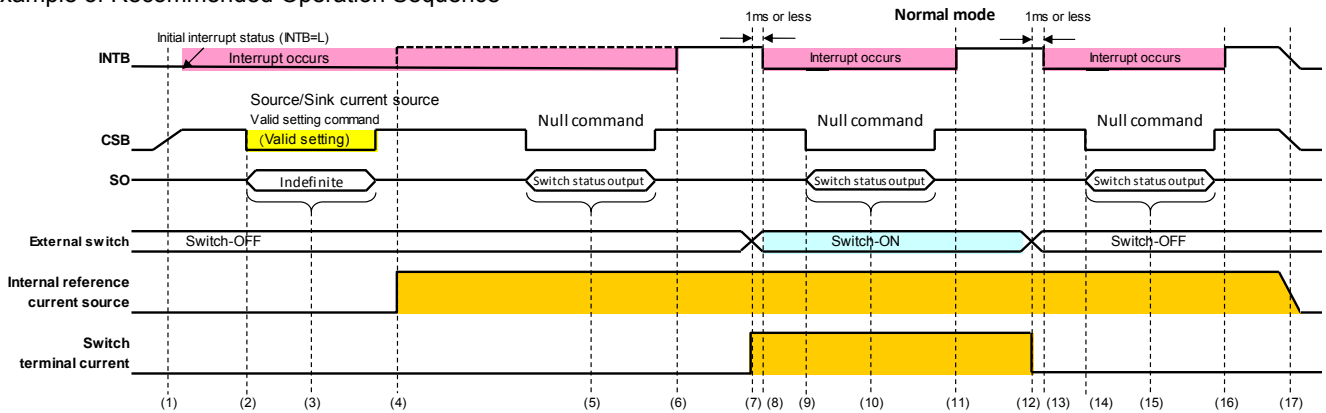 xample of Recommended Operation Sequence
1ms or less
Normal mode
1ms or less
Initial interrupt status (INTB=L)
INTB
Interrupt occurs
Interrupt occurs
Interrupt occurs
Source/Sink current source
Valid setting command
(Valid setting)
Null command
Null command
Null command
CSB
SO
Indefinite
Switch status output
Switch status output
Switch status output
External switch
Switch-OFF
Switch-ON
Switch-OFF
Internal reference
current source
Switch
terminal current
(1) (2) (3) (4) (5) (6) (7) (8) (9) (10) (11) (12) (13) (14) (15) (16) (17)